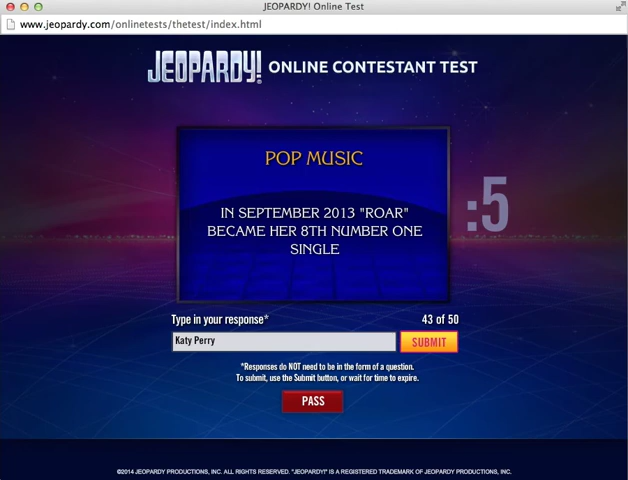 JEOPARDY! Online Test
www.jeopardy.com/onlinetests/thetest/index.html
JEOPARDY! ONLINE CONTESTANT TEST
POP MUSIC
IN SEPTEMBER 2013 "ROAR"
BECAME HER 8TH NUMBER ONE
SINGLE
:5
Type in your response*
43 of 50
Katy Perry
SUBMIT
*Responses do NOT need to be in the form of a question.
To submit, use the Submit button, or wait for time to expire.
PASS
©2014 JEOPARDY PRODUCTIONS, INC. ALL RIGHTS RESERVED. "JEOPARDY!" IS A REGISTERED TRADEMARK OF JEOPARDY PRODUCTIONS, INC.